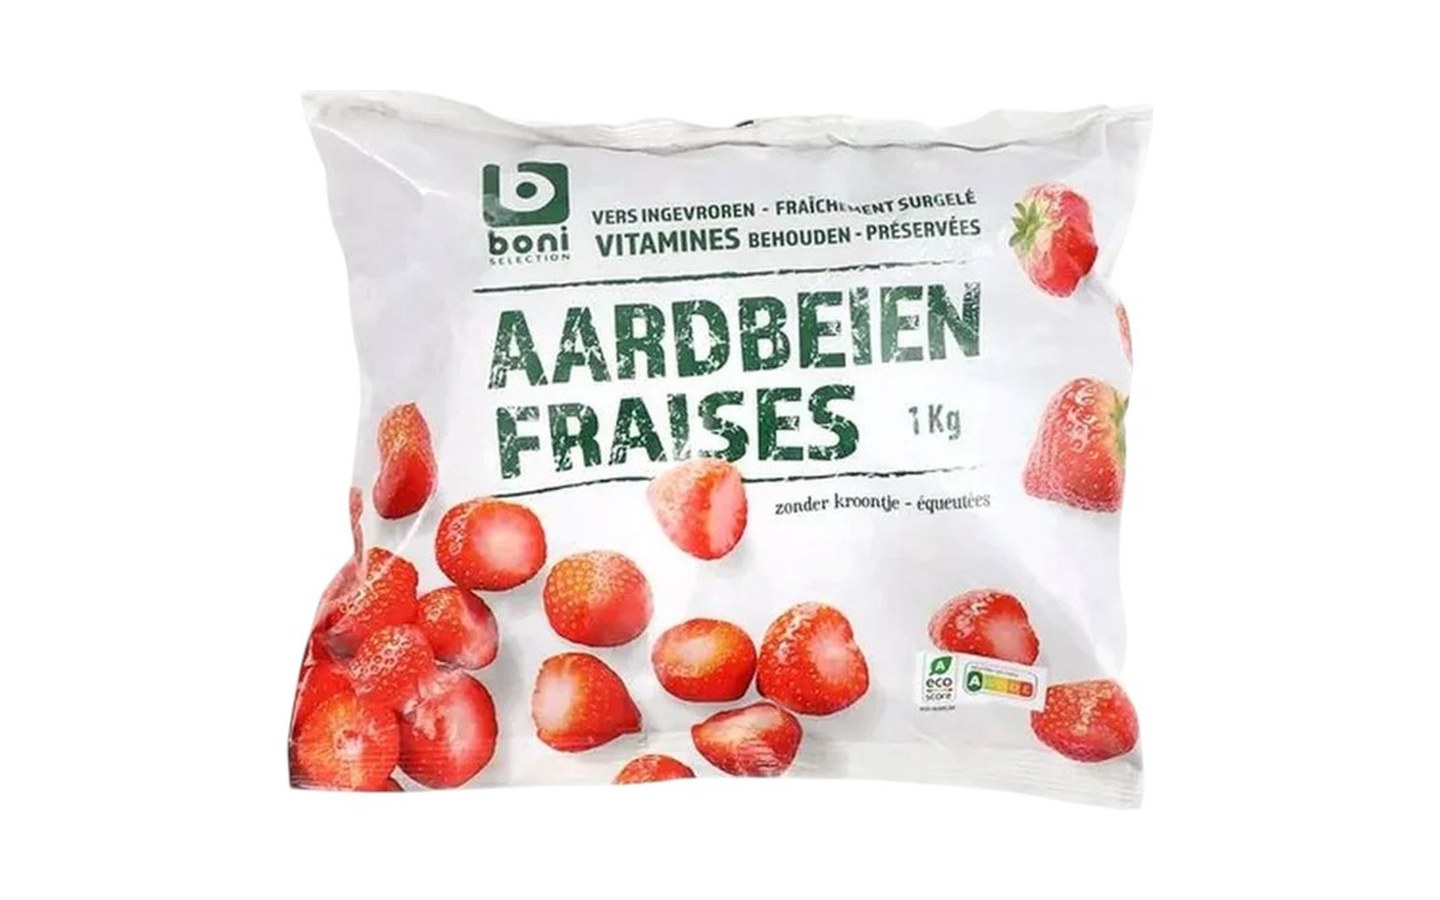 b
boni
SELECTION
VERS INGEVROREN - FRAÎCHEMENT SURGELÉ
VITAMINES BEHOUDEN - PRÉSERVÉES
AARDBEIEN
FRAISES
1 Kg
zonder kroontje - équeutées
A
eco
score
A